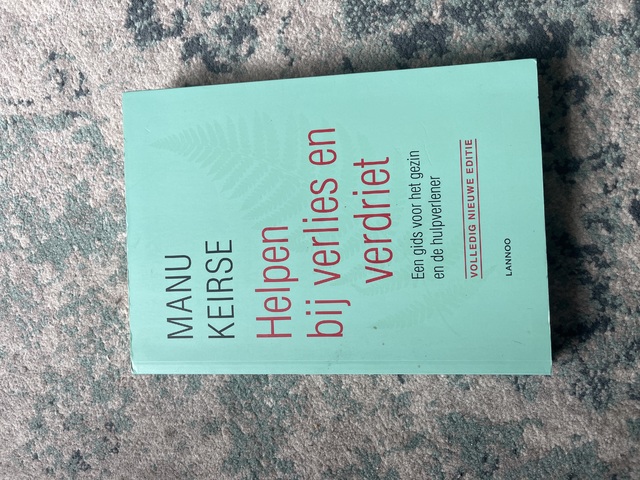 MANU
KEIRSE
Helpen
bij verlies en
verdriet
Een gids voor het gezin
en de hulpverlener
VOLLEDIG NIEUWE EDITIE
LANNOO